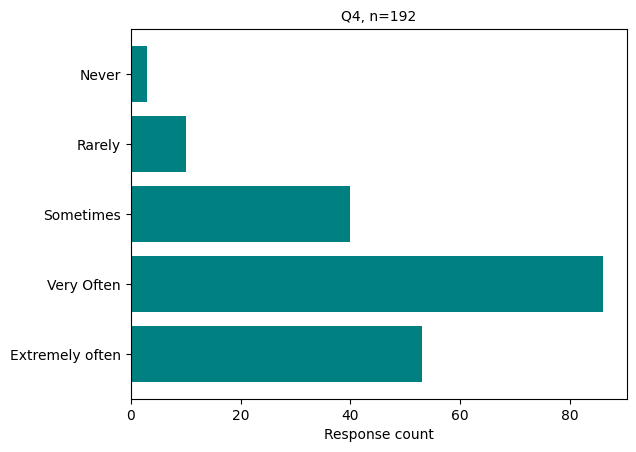 Q4, n=192
Never
Rarely
Sometimes
Very Often
Extremely often
0 20 40 60 80
Response count